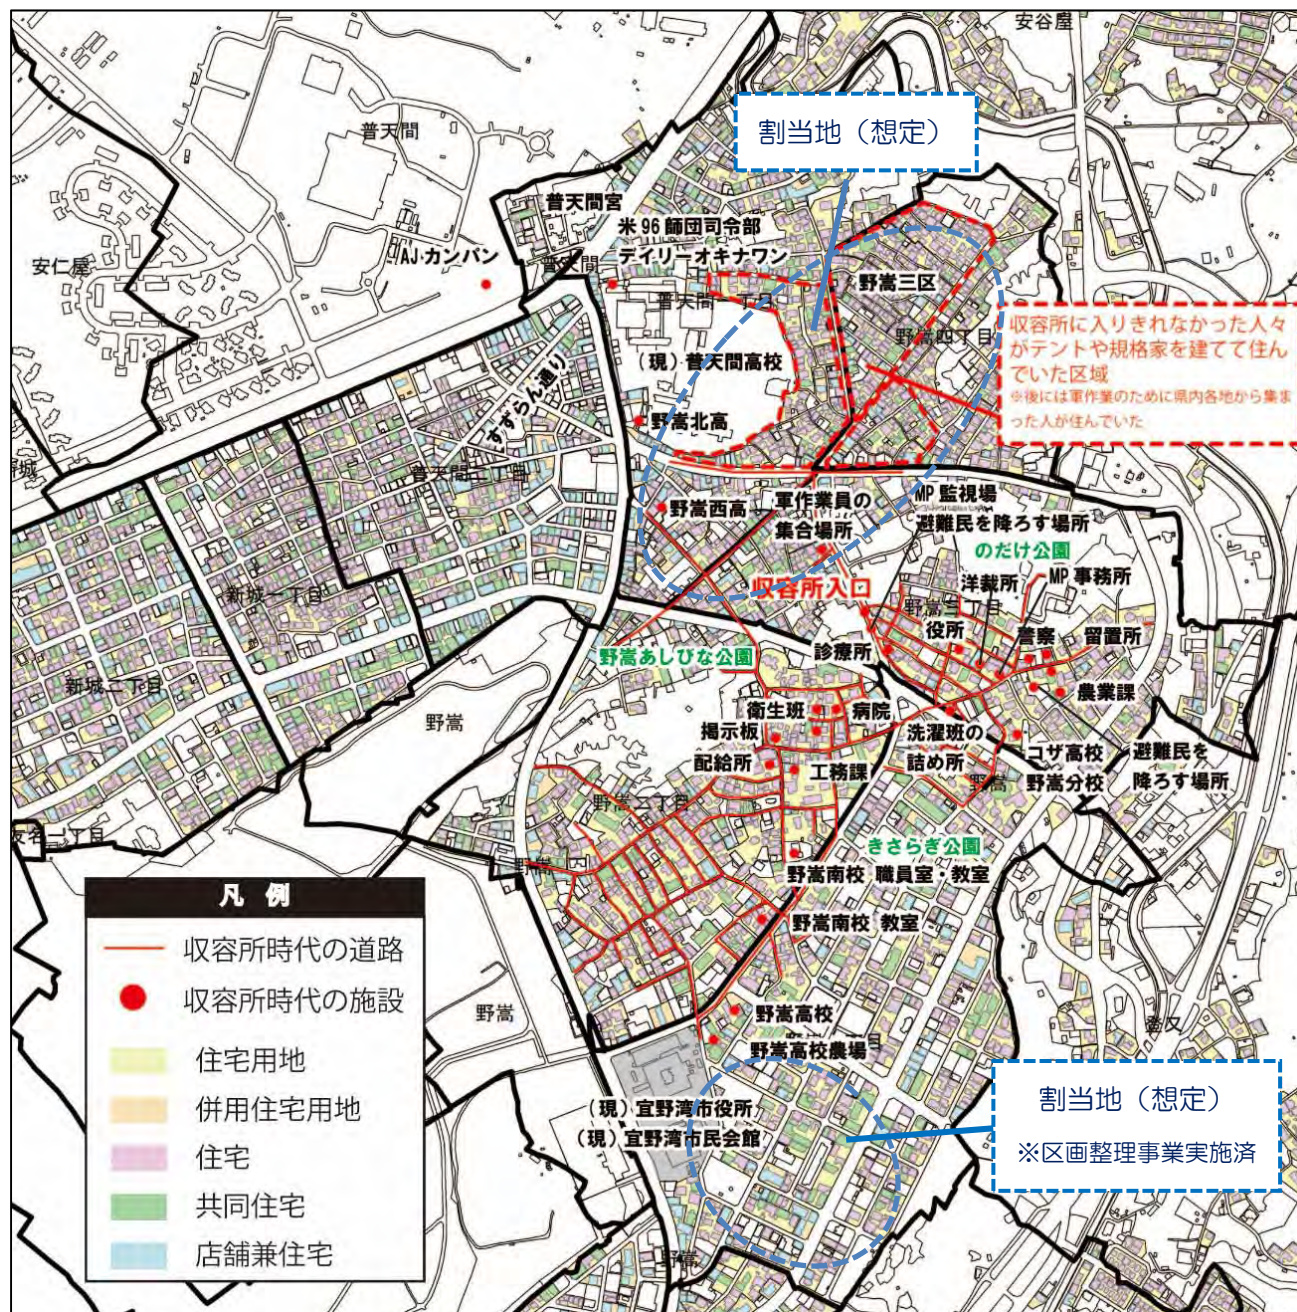 安谷屋
割当地（想定）
普天間
普天間宮
米96師団司令部
デイリーオキナワン
AJ・カンパン
普天間
安仁屋
普天間一丁目
野嵩三区
野嵩四丁目
収容所に入りきれなかった人々
がテントや規格家を建てて住ん
でいた区域
※後には軍作業のために県内各地から集ま
った人が住んでいた
（現）普天間高校
すずらん通り
野嵩北高
普天間二丁目
野嵩西高
軍作業員の
集合場所
MP 監視場
避難民を降ろす場所
のだけ公園
洋裁所
MP 事務所
収容所入口
野嵩三丁目
役所
警察
留置所
新城一丁目
野嵩あしびな公園
診療所
新城二丁目
農業課
野嵩
衛生班
病院
掲示板
洗濯班の
詰め所
コザ高校
野嵩分校
避難民を
降ろす場所
配給所
工務課
野嵩
野嵩二丁目
きさらぎ公園
野嵩南校 職員室・教室
野嵩南校 教室
凡 例
収容所時代の道路
収容所時代の施設
住宅用地
併用住宅用地
住宅
共同住宅
店舗兼住宅
野嵩
野嵩高校
野嵩高校農場
登又
（現）宜野湾市役所
（現）宜野湾市民会館
割当地（想定）
※区画整理事業実施済
野嵩